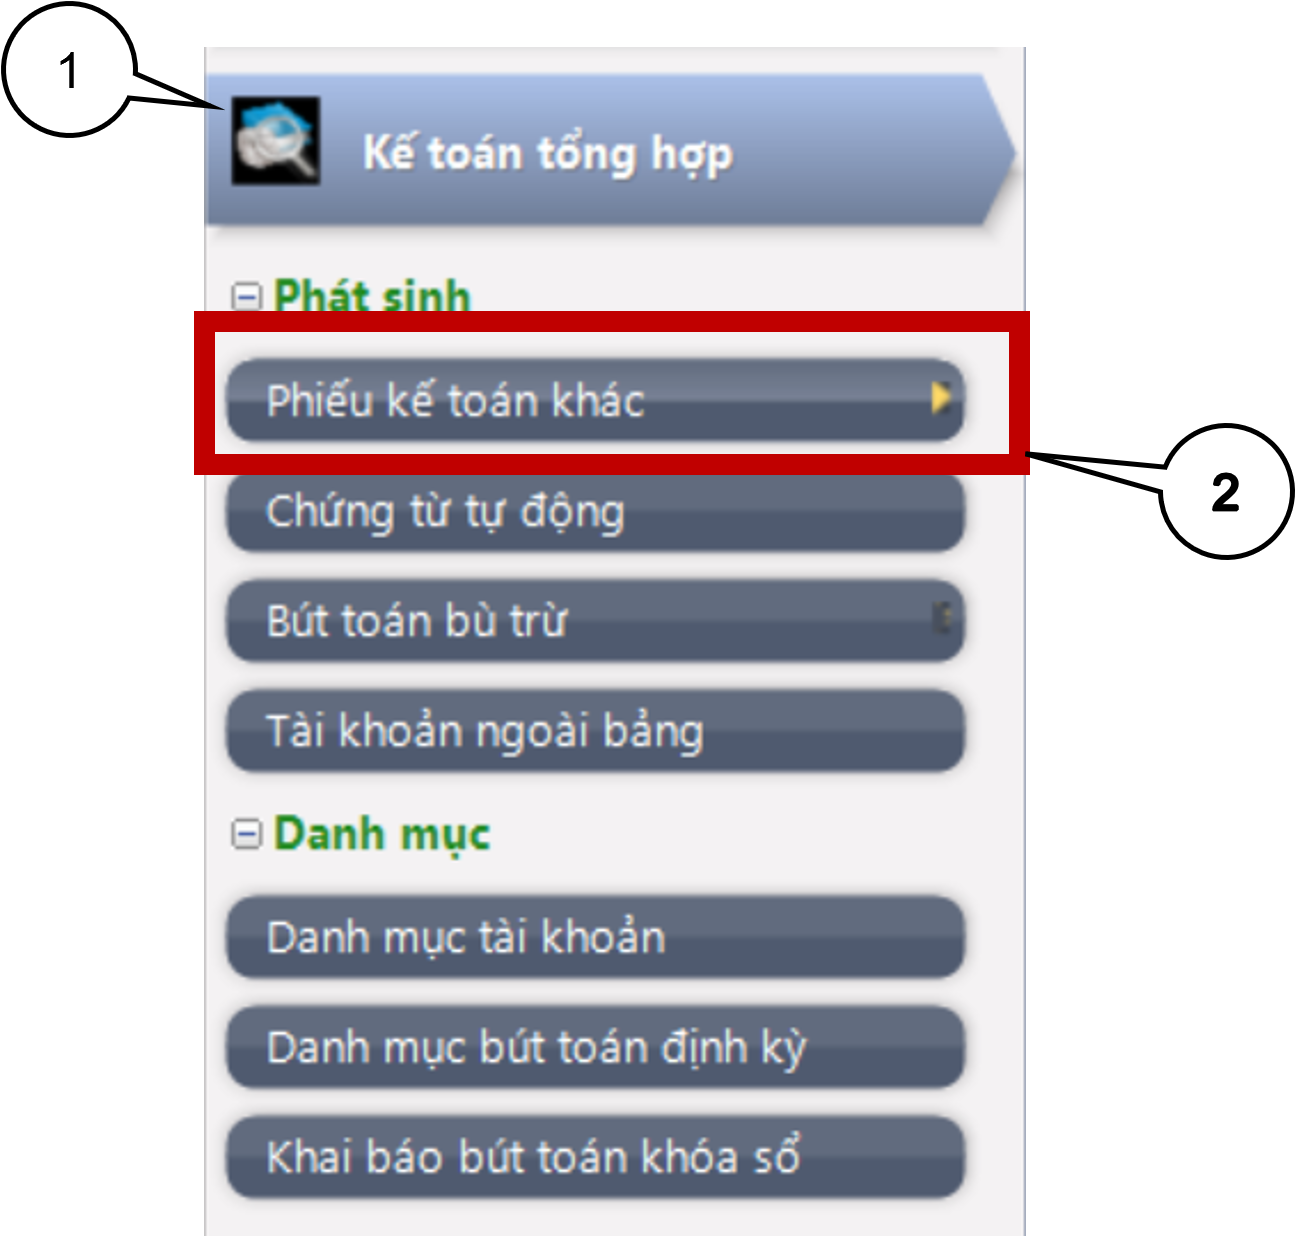 1
Kế toán tổng hợp
Phát sinh
Phiếu kế toán khác
2
Chứng từ tự động
Bút toán bù trừ
Tài khoản ngoài bảng
Danh mục
Danh mục tài khoản
Danh mục bút toán định kỳ
Khai báo bút toán khóa sổ